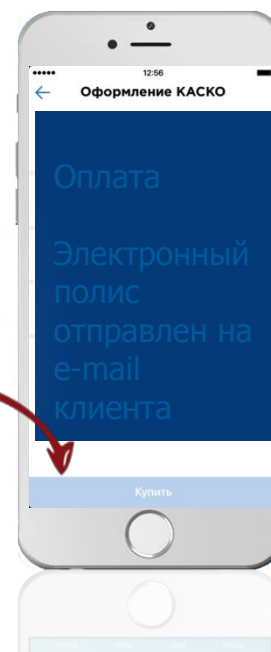 12:56
Оформление КАСКО
Оплата
Электронный
полис
отправлен на
e-mail
клиента
Купить